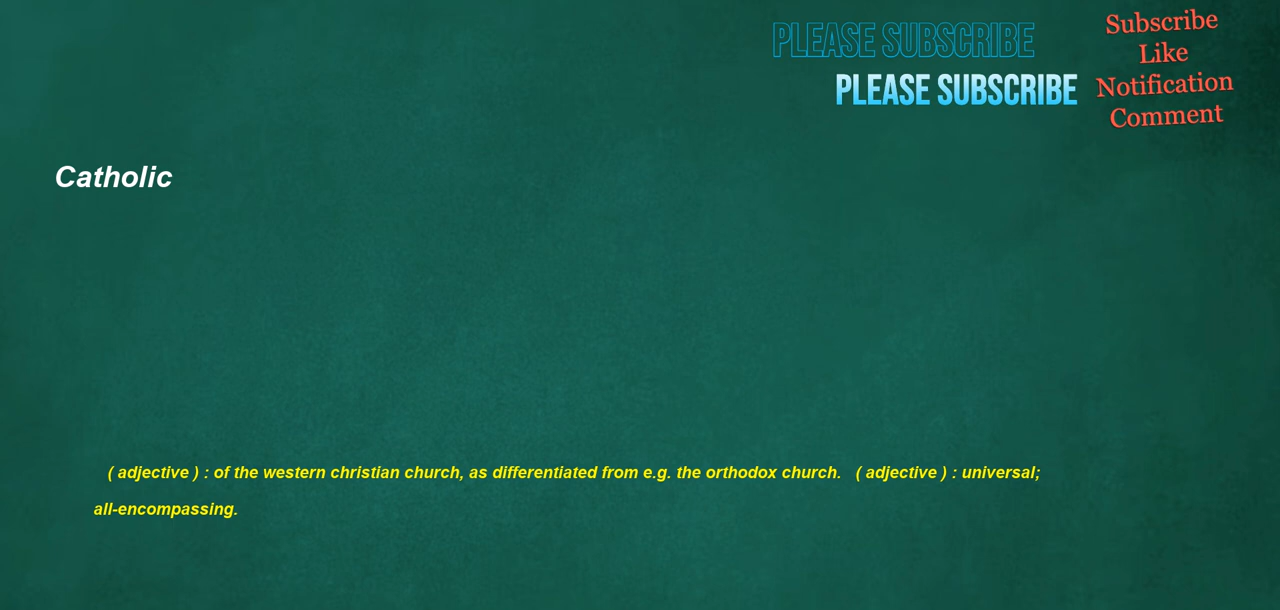 PLEASE SUBSCRIBE
PLEASE SUBSCRIBE
Subscribe
Like
Notification
Comment
Catholic
( adjective ) : of the western christian church, as differentiated from e.g. the orthodox church. ( adjective ) : universal;
all-encompassing.